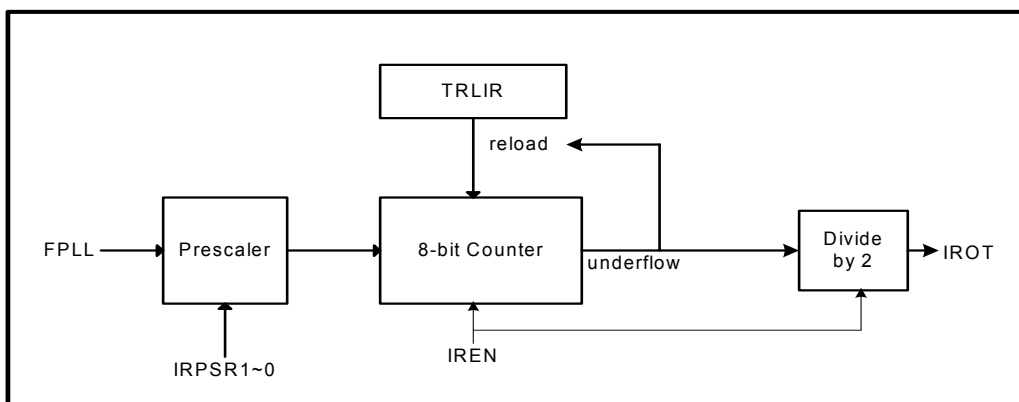 TRLIR
reload
FPLL
Prescaler
8-bit Counter
underflow
Divide
by 2
IROT
IREN
IRPSR1~0